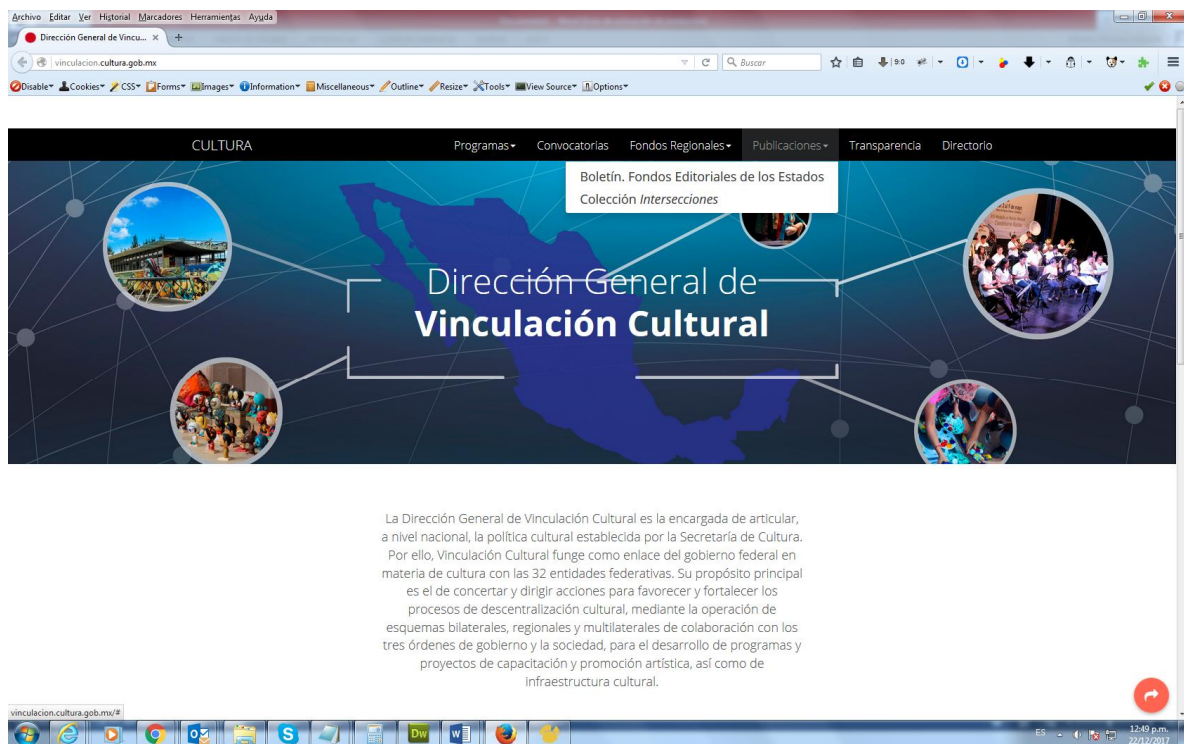 Archivo Editar Ver Historial Marcadores Herramientas Ayuda
Dirección General de Vincu... × +
vinculacion.cultura.gob.mx
Buscar
9.0
Disable Cookies CSS Forms Images Information Miscellaneous Outline Resize Tools View Source Options
CULTURA Programas Convocatorias Fondos Regionales Publicaciones Transparencia Directorio
Boletín. Fondos Editoriales de los Estados
Colección Intersecciones
Dirección General de
Vinculación Cultural
La Dirección General de Vinculación Cultural es la encargada de articular,
a nivel nacional, la política cultural establecida por la Secretaría de Cultura.
Por ello, Vinculación Cultural funge como enlace del gobierno federal en
materia de cultura con las 32 entidades federativas. Su propósito principal
es el de concertar y dirigir acciones para favorecer y fortalecer los
procesos de descentralización cultural, mediante la operación de
esquemas bilaterales, regionales y multilaterales de colaboración con los
tres órdenes de gobierno y la sociedad, para el desarrollo de programas y
proyectos de capacitación y promoción artística, así como de
infraestructura cultural.
vinculacion.cultura.gob.mx/#
Dw
ES
12:49 p.m.
22/12/2017